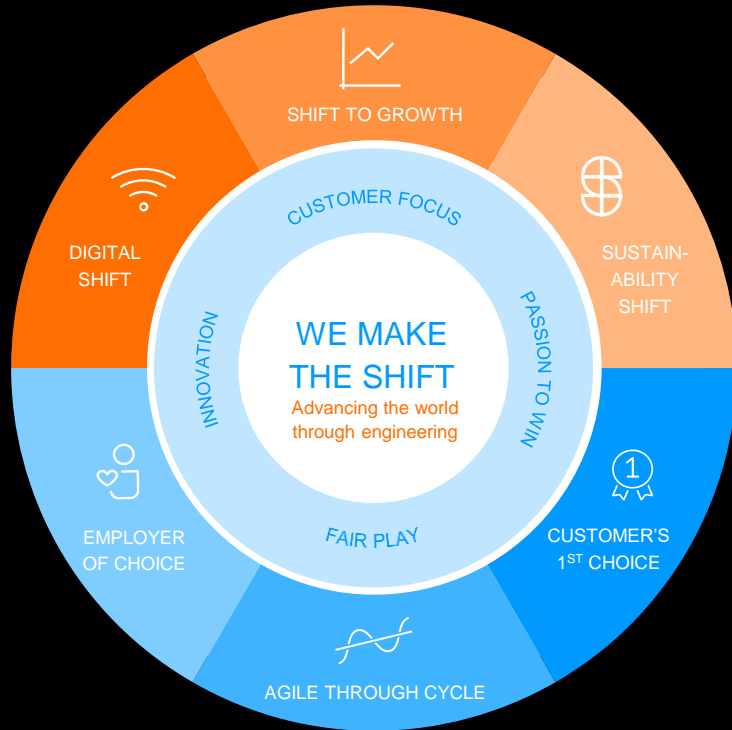 SHIFT TO GROWTH
DIGITAL
SHIFT
SUSTAIN-
ABILITY
SHIFT
CUSTOMER FOCUS
INNOVATION
PASSION TO WIN
FAIR PLAY
WE MAKE
THE SHIFT
Advancing the world
through engineering
EMPLOYER
OF CHOICE
1
CUSTOMER’S
1ST CHOICE
AGILE THROUGH CYCLE